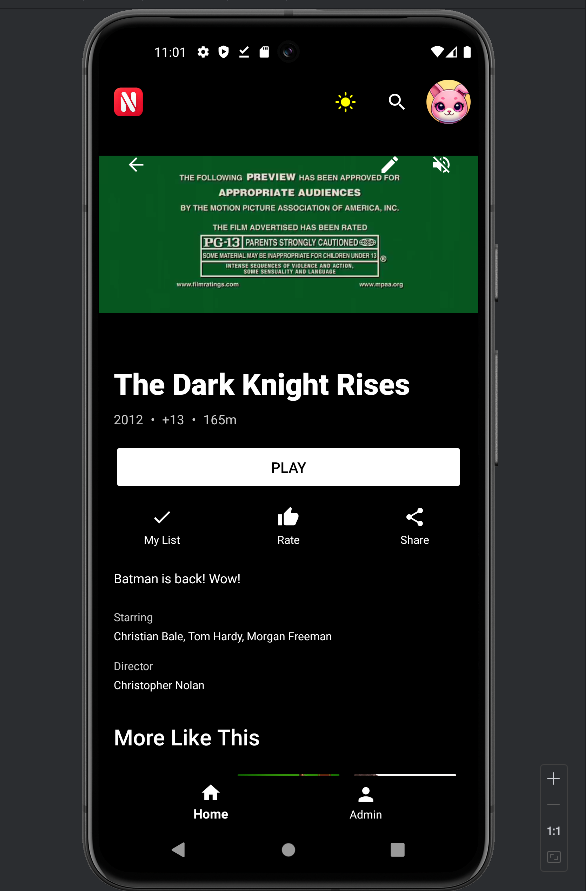 11:01
N
THE FOLLOWING PREVIEW HAS BEEN APPROVED FOR
APPROPRIATE AUDIENCES
BY THE MOTION PICTURE ASSOCIATION OF AMERICA, INC.
THE FILM ADVERTISED HAS BEEN RATED
PG-13 PARENTS STRONGLY CAUTIONED
SOME MATERIAL MAY BE INAPPROPRIATE FOR CHILDREN UNDER 13
®
INTENSE SEQUENCES OF VIOLENCE AND ACTION,
SOME SENSUALITY AND LANGUAGE
www.filmratings.com www.mpaa.org
The Dark Knight Rises
2012 • +13 • 165m
PLAY
My List Rate Share
Batman is back! Wow!
Starring
Christian Bale, Tom Hardy, Morgan Freeman
Director
Christopher Nolan
More Like This
Home Admin
1:1